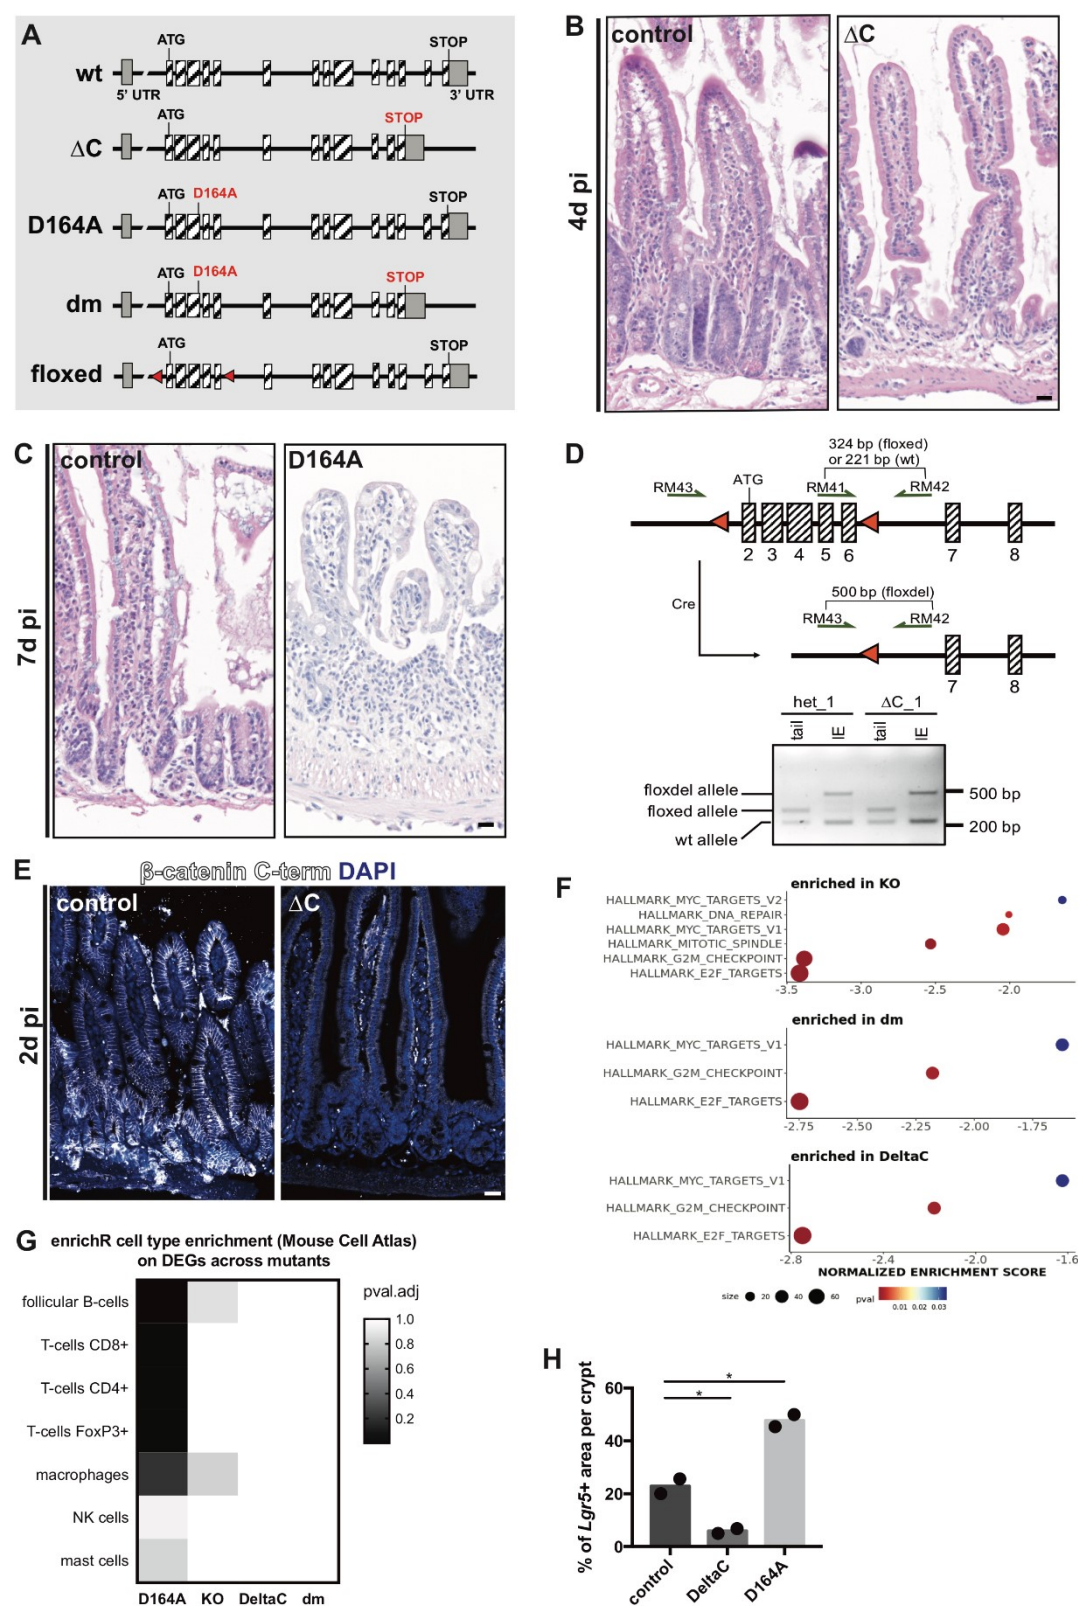 A
wt
ATG
STOP
5' UTR
3' UTR
ΔC
ATG
STOP
D164A
ATG
D164A
STOP
dm
ATG
D164A
STOP
floxed
ATG
STOP
B
4d pi
control
ΔC
C
7d pi
control
D164A
D
324 bp (floxed)
or 221 bp (wt)
RM43
ATG
RM41
RM42
2 3 4 5 6 7 8
Cre
500 bp (floxdel)
RM43
RM42
7 8
het_1
ΔC_1
tail
IE
tail
IE
floxdel allele
floxed allele
wt allele
500 bp
200 bp
E
β-catenin C-term DAPI
2d pi
control
ΔC
F
enriched in KO
HALLMARK_MYC_TARGETS_V2
HALLMARK_DNA_REPAIR
HALLMARK_MYC_TARGETS_V1
HALLMARK_MITOTIC_SPINDLE
HALLMARK_G2M_CHECKPOINT
HALLMARK_E2F_TARGETS
-3.5 -3.0 -2.5 -2.0
enriched in dm
HALLMARK_MYC_TARGETS_V1
HALLMARK_G2M_CHECKPOINT
HALLMARK_E2F_TARGETS
-2.75 -2.50 -2.25 -2.00 -1.75
enriched in DeltaC
HALLMARK_MYC_TARGETS_V1
HALLMARK_G2M_CHECKPOINT
HALLMARK_E2F_TARGETS
-2.8 -2.4 -2.0 -1.6
NORMALIZED ENRICHMENT SCORE
size 20 40 60
pval 0.01 0.02 0.03
G
enrichR cell type enrichment (Mouse Cell Atlas)
on DEGs across mutants
follicular B-cells
T-cells CD8+
T-cells CD4+
T-cells FoxP3+
macrophages
NK cells
mast cells
D164A KO DeltaC dm
pval.adj
1.0
0.8
0.6
0.4
0.2
H
% of Lgr5+ area per crypt
60
40
20
0
*
*
control
DeltaC
D164A